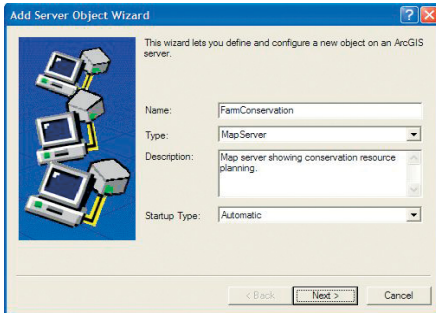 Add Server Object Wizard
This wizard lets you define and configure a new object on an ArcGIS
server.
Name: FarmConservation
Type: MapServer
Description: Map server showing conservation resource
planning.
Startup Type: Automatic
< Back Next > Cancel